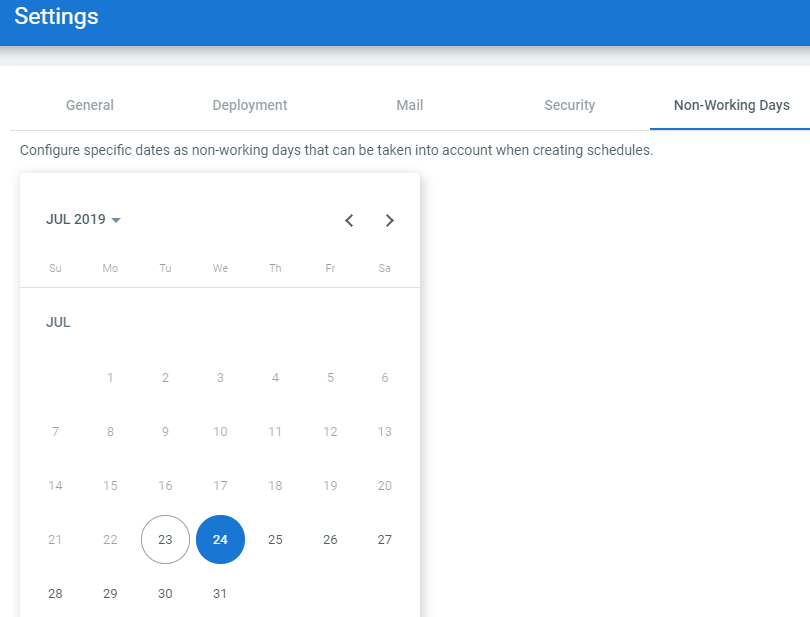 Settings
General Deployment Mail Security Non-Working Days
Configure specific dates as non-working days that can be taken into account when creating schedules.
JUL 2019
Su Mo Tu We Th Fr Sa
JUL
1 2 3 4 5 6
7 8 9 10 11 12 13
14 15 16 17 18 19 20
21 22 23 24 25 26 27
28 29 30 31